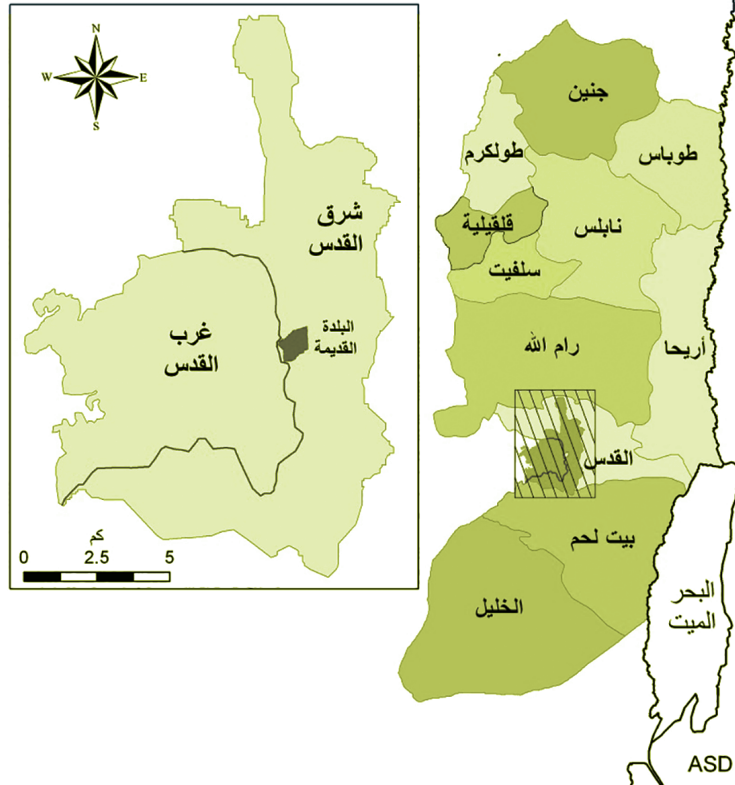 N
W
E
S
شرق
القدس
غرب
القدس
البلدة
القديمة
كم
0
2.5
5
جنين
طولكرم
طوباس
قلقيلية
نابلس
سلفيت
رام الله
أريحا
القدس
بيت لحم
الخليل
البحر
الميت
ASD